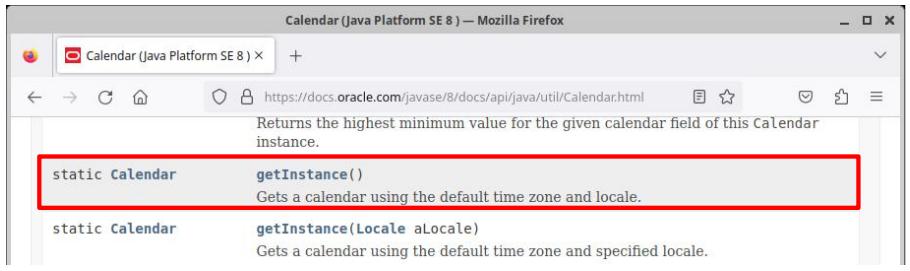 Calendar (Java Platform SE 8 ) — Mozilla Firefox
Calendar (Java Platform SE 8 )
https://docs.oracle.com/javase/8/docs/api/java/util/Calendar.html
Returns the highest minimum value for the given calendar field of this Calendar
instance.
static Calendar getInstance()
Gets a calendar using the default time zone and locale.
static Calendar getInstance(Locale aLocale)
Gets a calendar using the default time zone and specified locale.